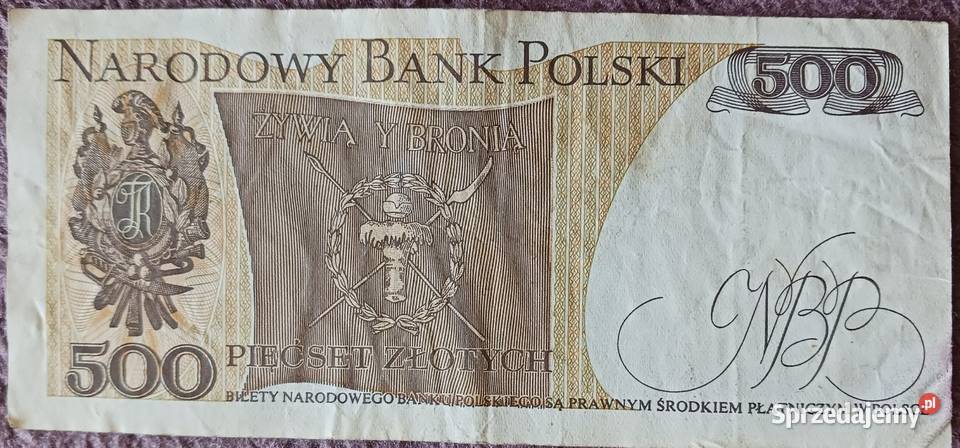 NARODOWY BANK POLSKI
500
ŻYWIĄ Y BRONIĄ
TK
NBP
500
PIĘĆSET ZŁOTYCH
BILETY NARODOWEGO BANKU POLSKIEGO SĄ PRAWNYM ŚRODKIEM PŁATNICZYM W POLSCE
Sprzedajemy.pl